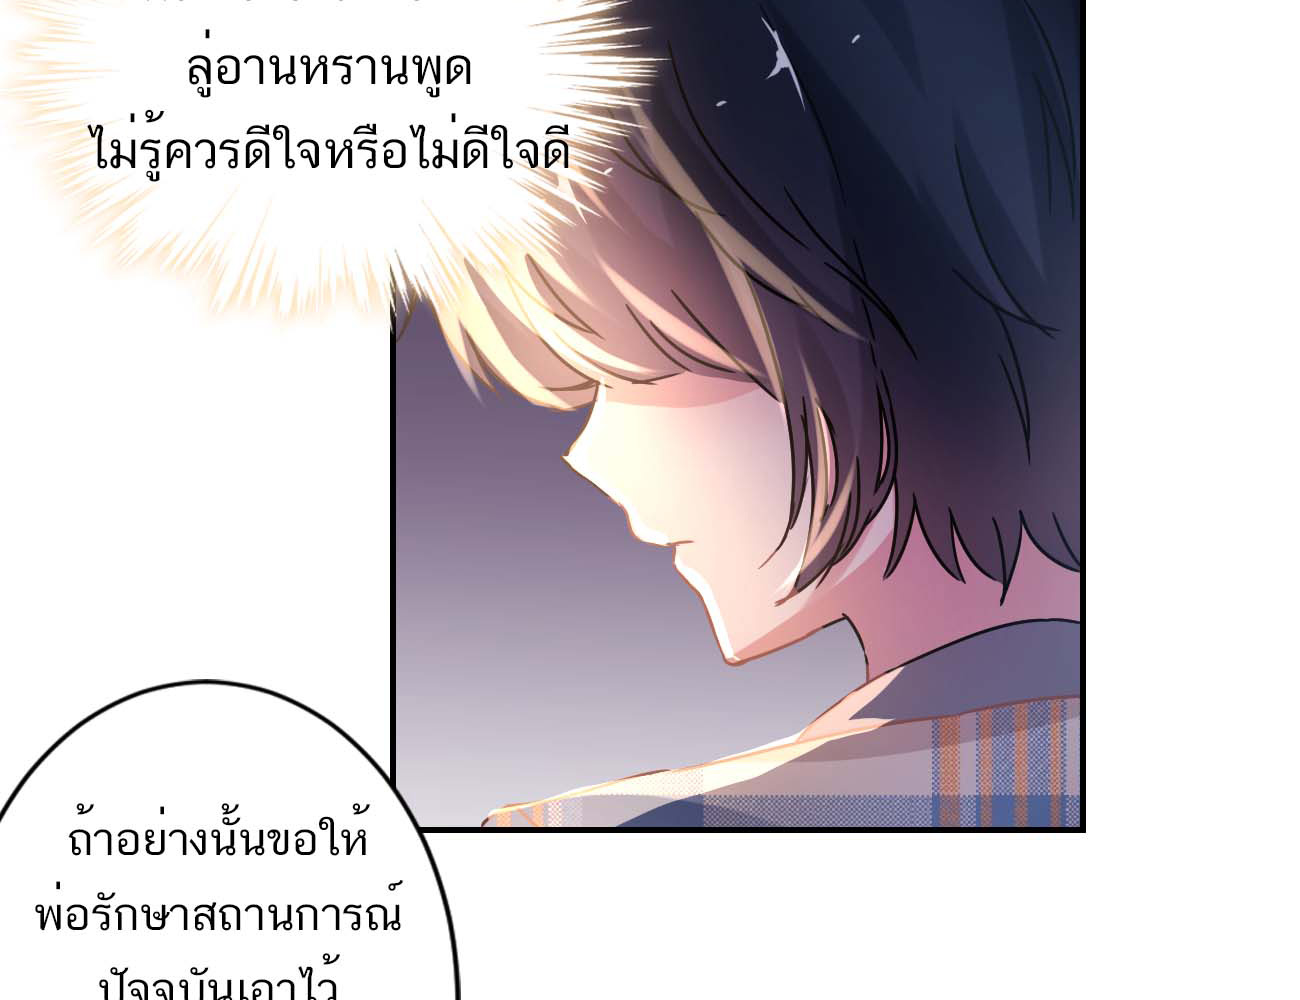 ลู่อานหรานพูด
ไม่รู้ควรดีใจหรือไม่ดีใจดี
ถ้าอย่างนั้นขอให้
พ่อรักษาสถานการณ์
ปัจจุบันเอาไว้